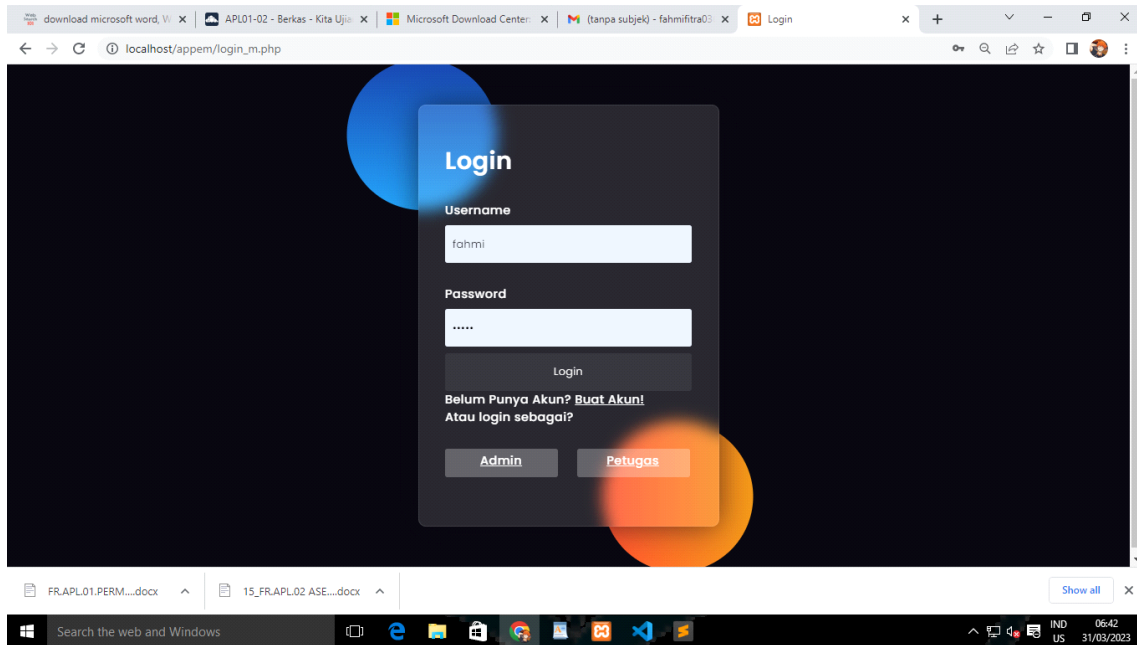 download microsoft word, W
APL01-02 - Berkas - Kita Ujia
Microsoft Download Center:
(tanpa subjek) - fahmifitra03
Login
localhost/appem/login_m.php
Login
Username
fahmi
Password
•••••
Login
Belum Punya Akun? Buat Akun!
Atau login sebagai?
Admin Petugas
FR.APL.01.PERM....docx
15_FR.APL.02 ASE....docx
Show all
Search the web and Windows
IND 06:42
US 31/03/2023